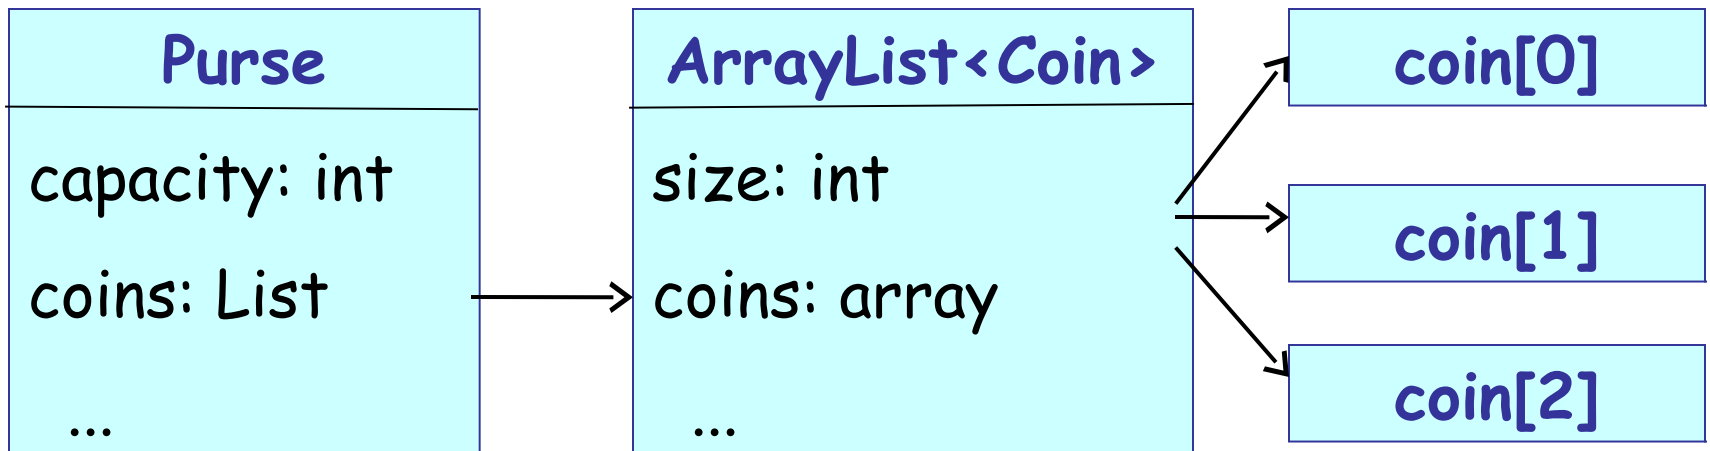 Purse
capacity: int
coins: List
...
ArrayList<Coin>
size: int
coins: array
...
coin[0]
coin[1]
coin[2]